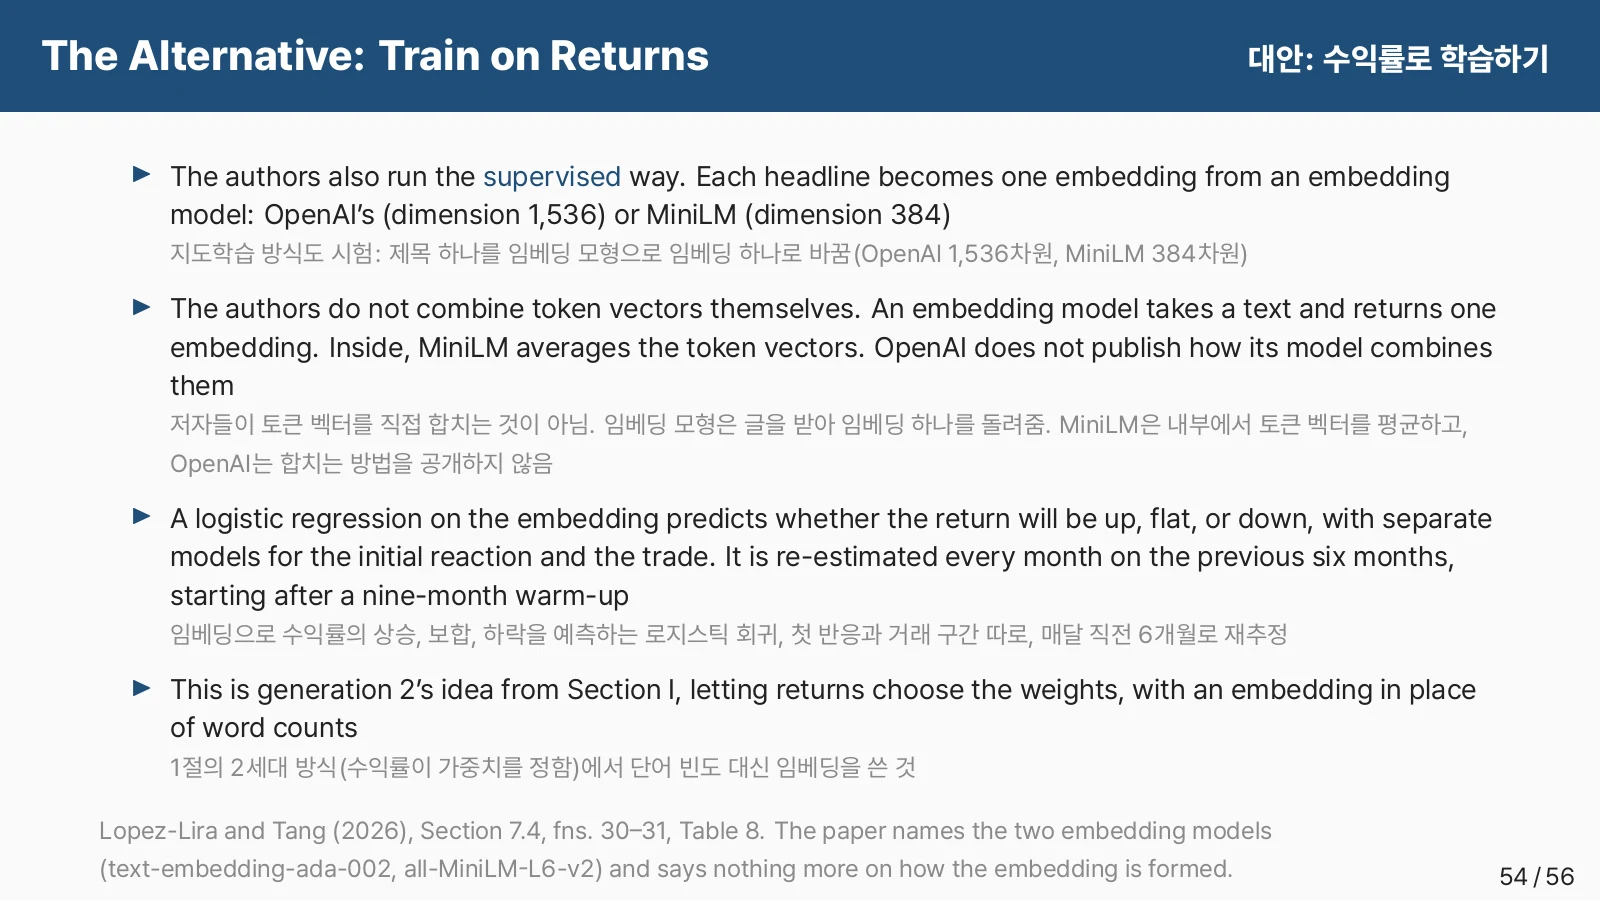 The Alternative: Train on Returns
대안: 수익률로 학습하기
▶ The authors also run the supervised way. Each headline becomes one embedding from an embedding
model: OpenAI’s (dimension 1,536) or MiniLM (dimension 384)
지도학습 방식도 시험: 제목 하나를 임베딩 모형으로 임베딩 하나로 바꿈(OpenAI 1,536차원, MiniLM 384차원)
▶ The authors do not combine token vectors themselves. An embedding model takes a text and returns one
embedding. Inside, MiniLM averages the token vectors. OpenAI does not publish how its model combines
them
저자들이 토큰 벡터를 직접 합치는 것이 아님. 임베딩 모형은 글을 받아 임베딩 하나를 돌려줌. MiniLM은 내부에서 토큰 벡터를 평균하고,
OpenAI는 합치는 방법을 공개하지 않음
▶ A logistic regression on the embedding predicts whether the return will be up, flat, or down, with separate
models for the initial reaction and the trade. It is re-estimated every month on the previous six months,
starting after a nine-month warm-up
임베딩으로 수익률의 상승, 보합, 하락을 예측하는 로지스틱 회귀, 첫 반응과 거래 구간 따로, 매달 직전 6개월로 재추정
▶ This is generation 2’s idea from Section I, letting returns choose the weights, with an embedding in place
of word counts
1절의 2세대 방식(수익률이 가중치를 정함)에서 단어 빈도 대신 임베딩을 쓴 것
Lopez-Lira and Tang (2026), Section 7.4, fns. 30–31, Table 8. The paper names the two embedding models
(text-embedding-ada-002, all-MiniLM-L6-v2) and says nothing more on how the embedding is formed.
54 / 56